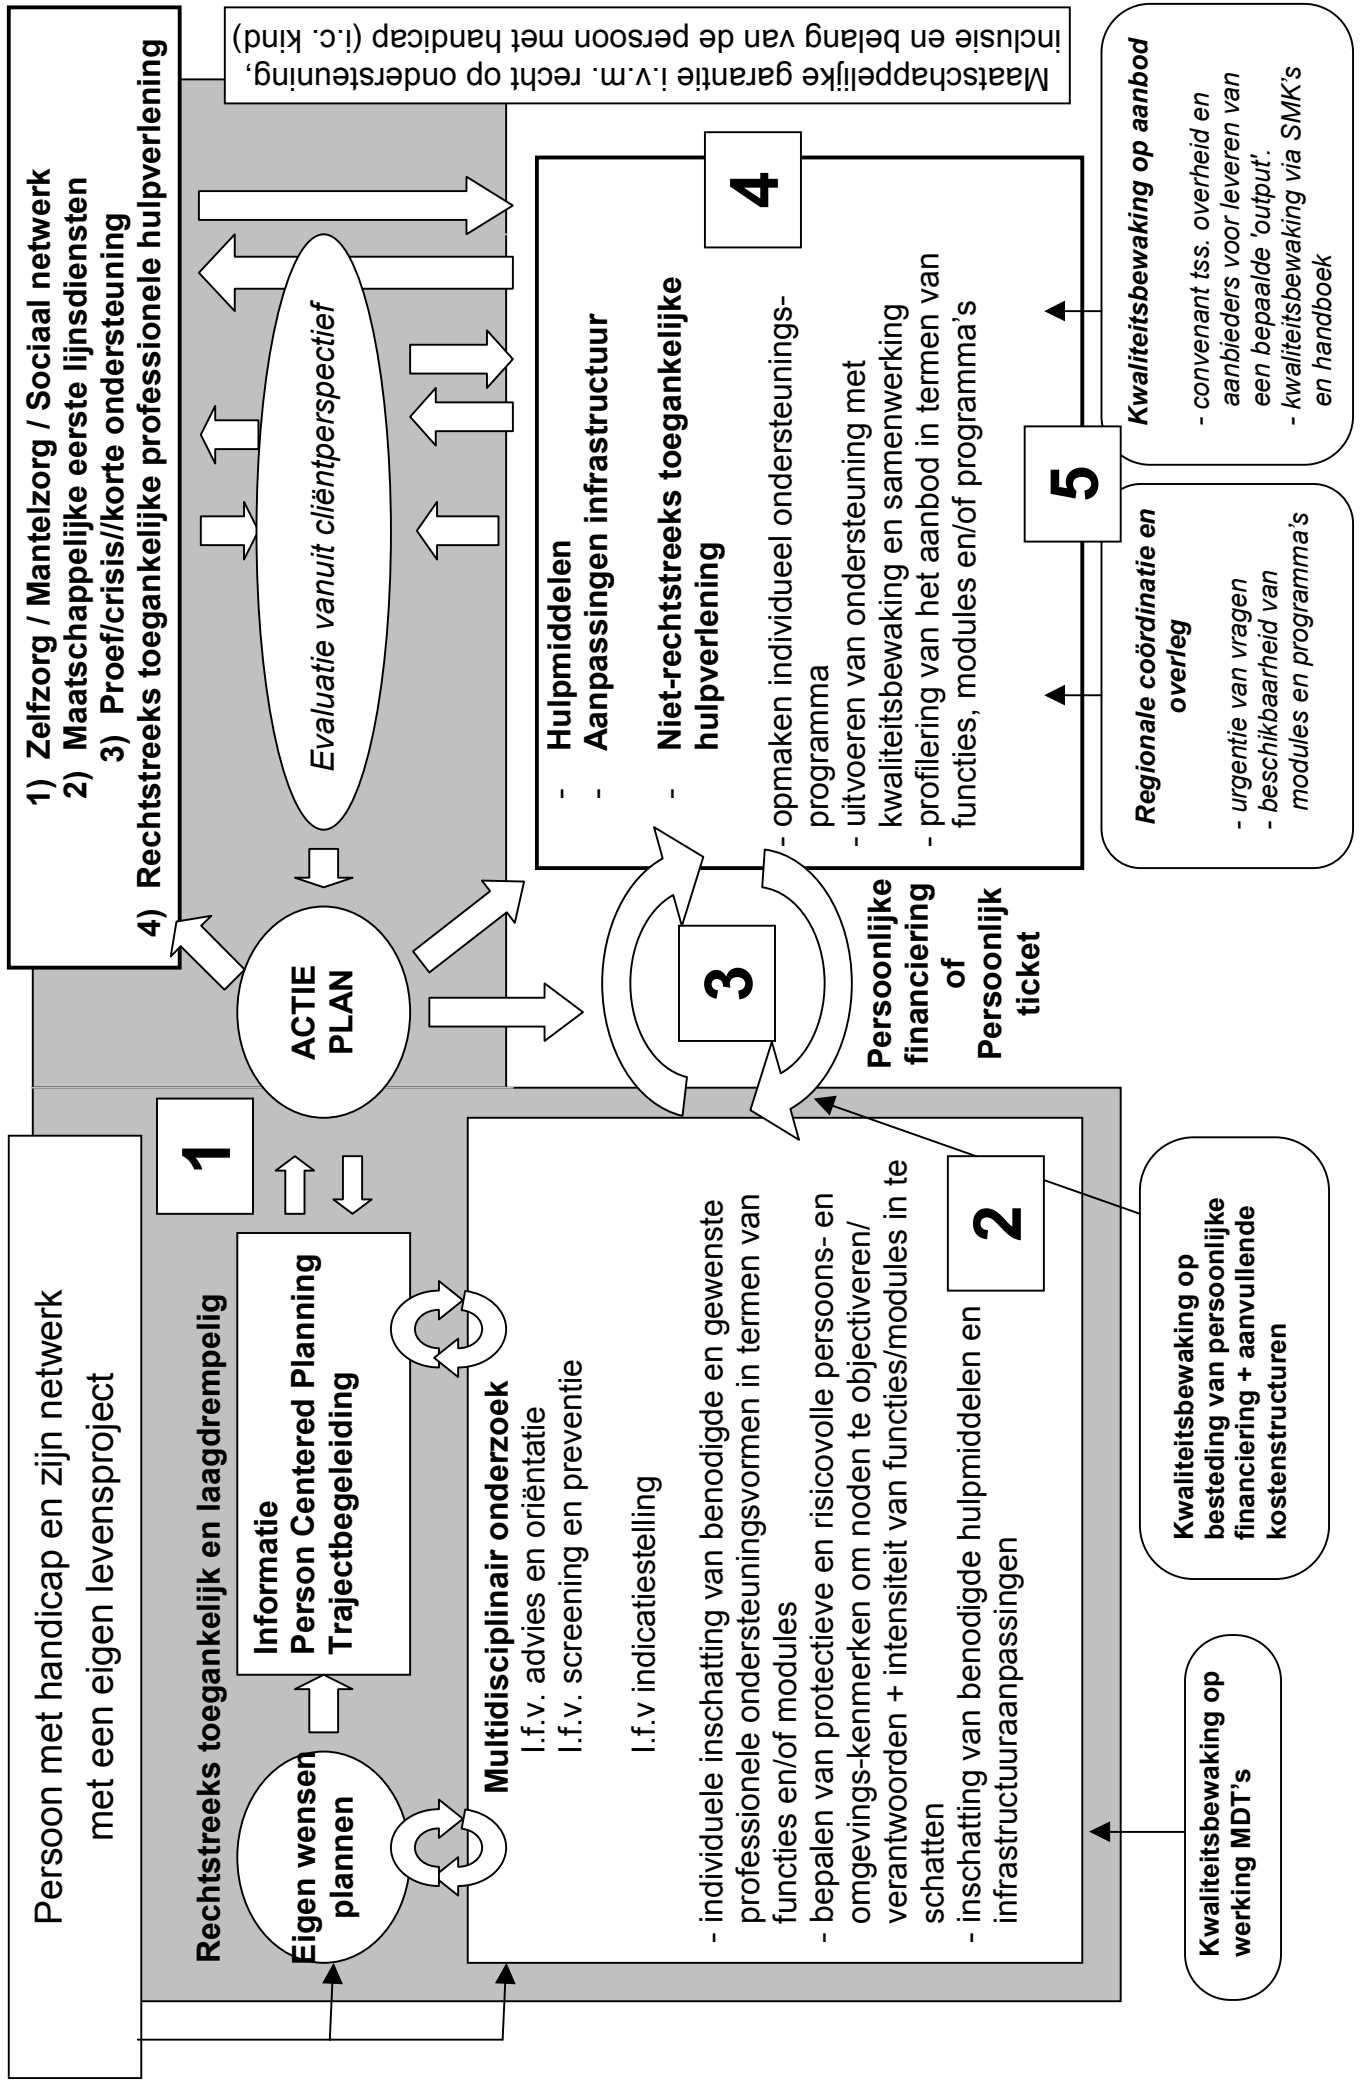 Persoon met handicap en zijn netwerk
met een eigen levensproject
Rechtstreeks toegankelijk en laagdrempelig
Eigen wensen
plannen
Informatie
Person Centered Planning
Trajectbegeleiding
1
ACTIE
PLAN
Evaluatie vanuit cliëntperspectief
1) Zelfzorg / Mantelzorg / Sociaal netwerk
2) Maatschappelijke eerste lijnsdiensten
3) Proef/crisis//korte ondersteuning
4) Rechtstreeks toegankelijke professionele hulpverlening
Maatschappelijke garantie i.v.m. recht op ondersteuning,
inclusie en belang van de persoon met handicap (i.c. kind)
Multidisciplinair onderzoek
I.f.v. advies en oriëntatie
I.f.v. screening en preventie
I.f.v indicatiestelling
- individuele inschatting van benodigde en gewenste
professionele ondersteuningsvormen in termen van
functies en/of modules
- bepalen van protectieve en risicovolle persoons- en
omgevings-kenmerken om noden te objectiveren/
verantwoorden + intensiteit van functies/modules in te
schatten
- inschatting van benodigde hulpmiddelen en
infrastructuuraanpassingen
2
3
Persoonlijke
financiering
of
Persoonlijk
ticket
- Hulpmiddelen
- Aanpassingen infrastructuur
- Niet-rechtstreeks toegankelijke
hulpverlening
- opmaken individueel ondersteunings-
programma
- uitvoeren van ondersteuning met
kwaliteitsbewaking en samenwerking
- profilering van het aanbod in termen van
functies, modules en/of programma's
4
Kwaliteitsbewaking op
werking MDT's
Kwaliteitsbewaking op
besteding van persoonlijke
financiering + aanvullende
kostenstructuren
Regionale coördinatie en
overleg
- urgentie van vragen
- beschikbaarheid van
modules en programma's
5
Kwaliteitsbewaking op aanbod
- convenant tss. overheid en
aanbieders voor leveren van
een bepaalde 'output'.
- kwaliteitsbewaking via SMK's
en handboek